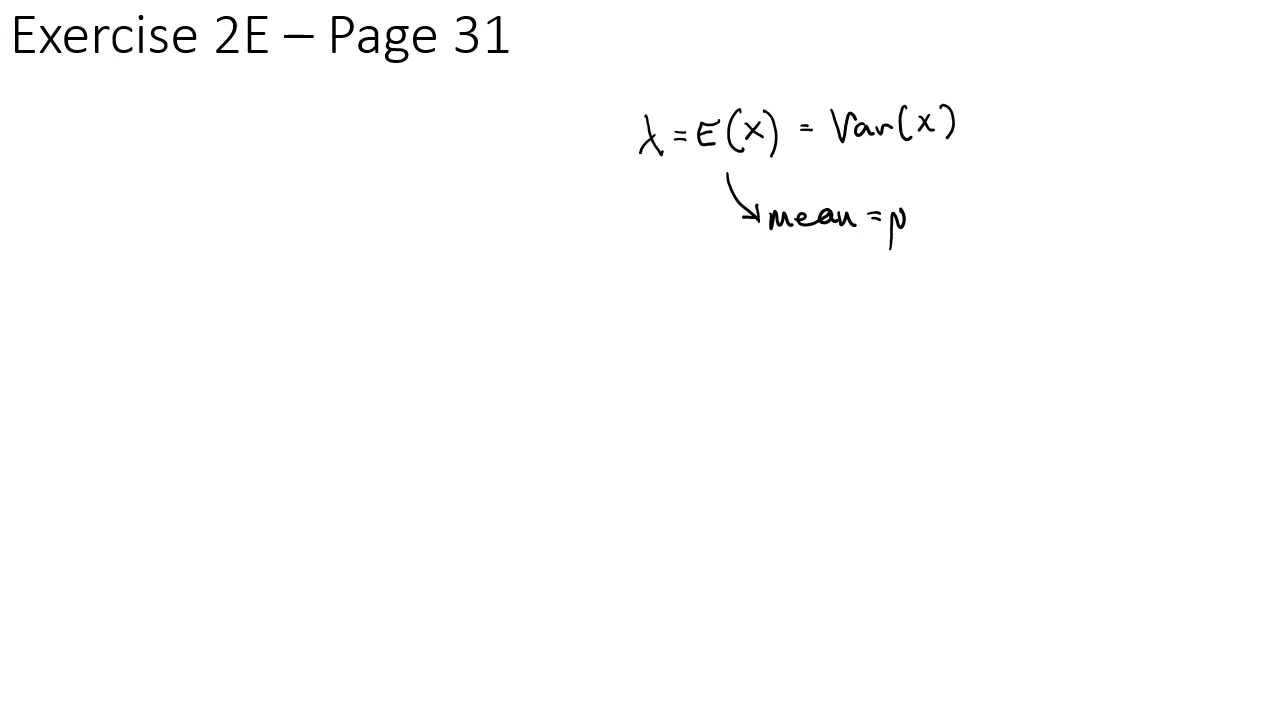 Exercise 2E – Page 31
λ = E(x) = Var(x)
mean = μ